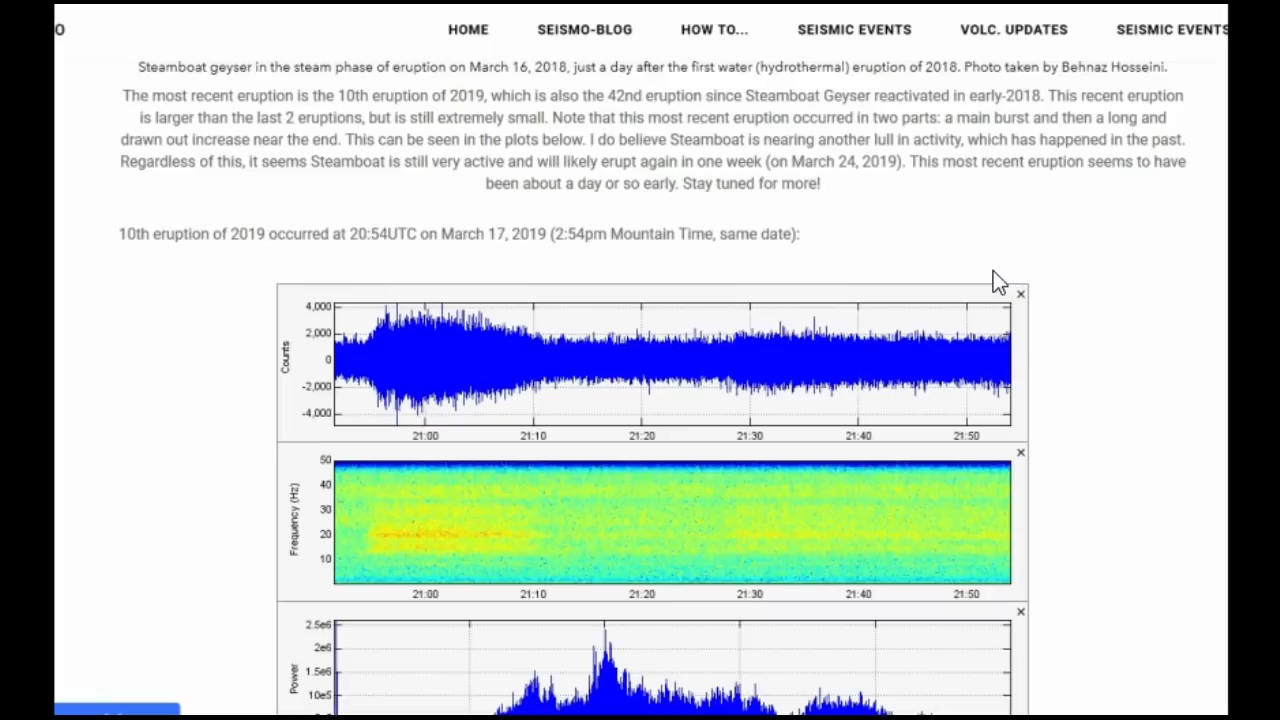 O
HOME SEISMO-BLOG HOW TO... SEISMIC EVENTS VOLC. UPDATES SEISMIC EVENTS
Steamboat geyser in the steam phase of eruption on March 16, 2018, just a day after the first water (hydrothermal) eruption of 2018. Photo taken by Behnaz Hosseini.
The most recent eruption is the 10th eruption of 2019, which is also the 42nd eruption since Steamboat Geyser reactivated in early-2018. This recent eruption
is larger than the last 2 eruptions, but is still extremely small. Note that this most recent eruption occurred in two parts: a main burst and then a long and
drawn out increase near the end. This can be seen in the plots below. I do believe Steamboat is nearing another lull in activity, which has happened in the past.
Regardless of this, it seems Steamboat is still very active and will likely erupt again in one week (on March 24, 2019). This most recent eruption seems to have
been about a day or so early. Stay tuned for more!
10th eruption of 2019 occurred at 20:54UTC on March 17, 2019 (2:54pm Mountain Time, same date):
4,000
2,000
0
-2,000
-4,000
Counts
21:00 21:10 21:20 21:30 21:40 21:50
50
40
30
20
10
Frequency (Hz)
21:00 21:10 21:20 21:30 21:40 21:50
2.5e6
2e6
1.5e6
10e5
Power